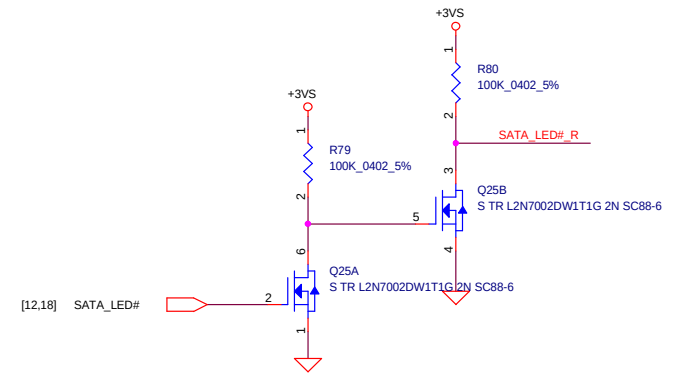 +3VS
1
R80
100K_0402_5%
2
SATA_LED#_R
+3VS
1
R79
100K_0402_5%
2
3
Q25B
S TR L2N7002DW1T1G 2N SC88-6
5
4
6
Q25A
S TR L2N7002DW1T1G 2N SC88-6
[12,18] SATA_LED#
2
1